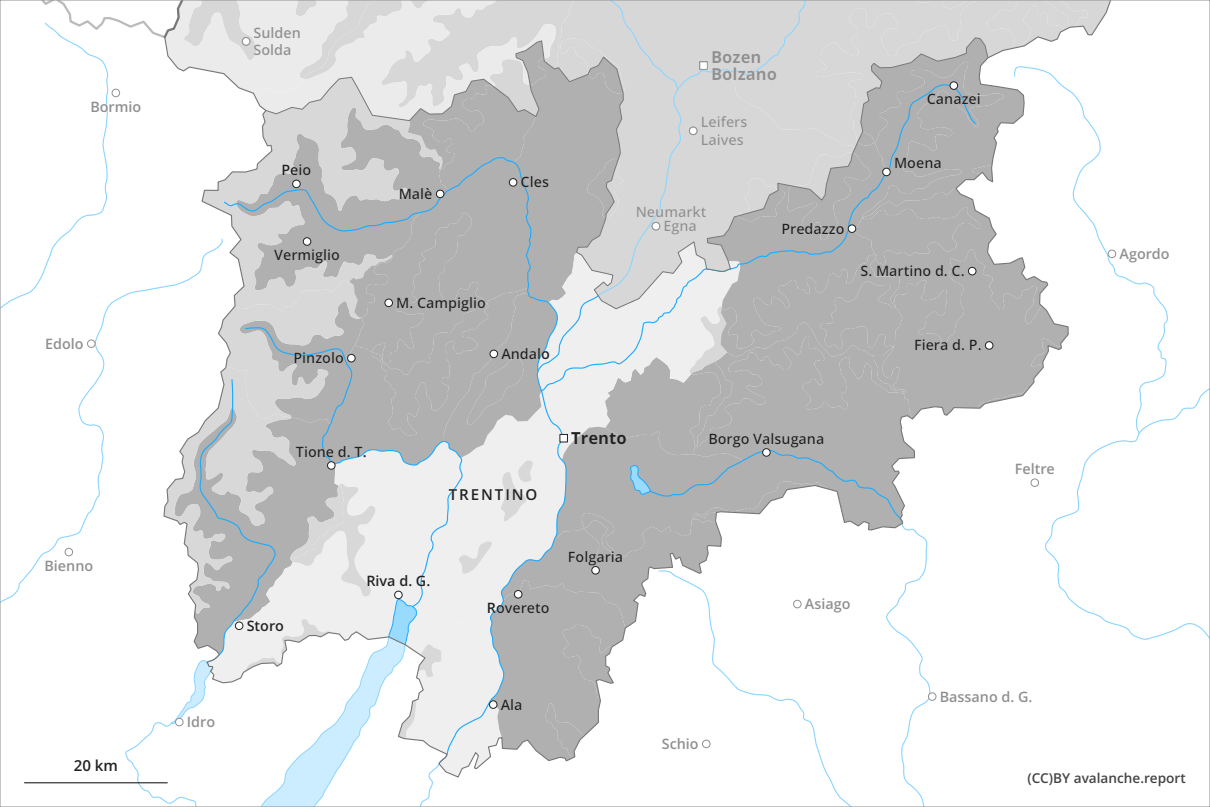 Sulden
Solda
Bozen
Bolzano
Bormio
Canazei
Leifers
Laives
Moena
Peio
Malè
Cles
Neumarkt
Egna
Predazzo
Vermiglio
Agordo
S. Martino d. C.
M. Campiglio
Edolo
Pinzolo
Andalo
Fiera d. P.
Trento
Borgo Valsugana
Tione d. T.
Feltre
TRENTINO
Bienno
Folgaria
Riva d. G.
Rovereto
Asiago
Storo
Bassano d. G.
Ala
Idro
Schio
20 km
(CC)BY avalanche.report